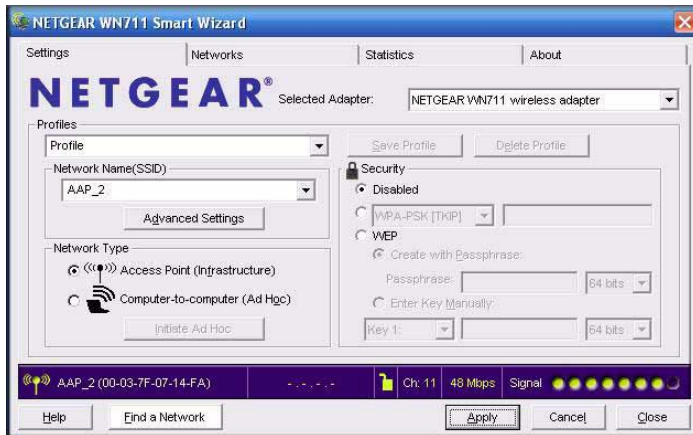 NETGEAR WN711 Smart Wizard
Settings Networks Statistics About
NETGEAR® Selected Adapter: NETGEAR WN711 wireless adapter
Profiles
Profile Save Profile Delete Profile
Network Name(SSID) Security
AAP_2 Disabled
WPA-PSK [TKIP]
Advanced Settings
WEP
Network Type Create with Passphrase:
Access Point (Infrastructure) Passphrase: 64 bits
Computer-to-computer (Ad Hoc) Enter Key Manually:
Initiate Ad Hoc Key 1: 64 bits
AAP_2 (00-03-7F-07-14-FA) -.-.-.- Ch: 11 48 Mbps Signal
Help Find a Network Apply Cancel Close